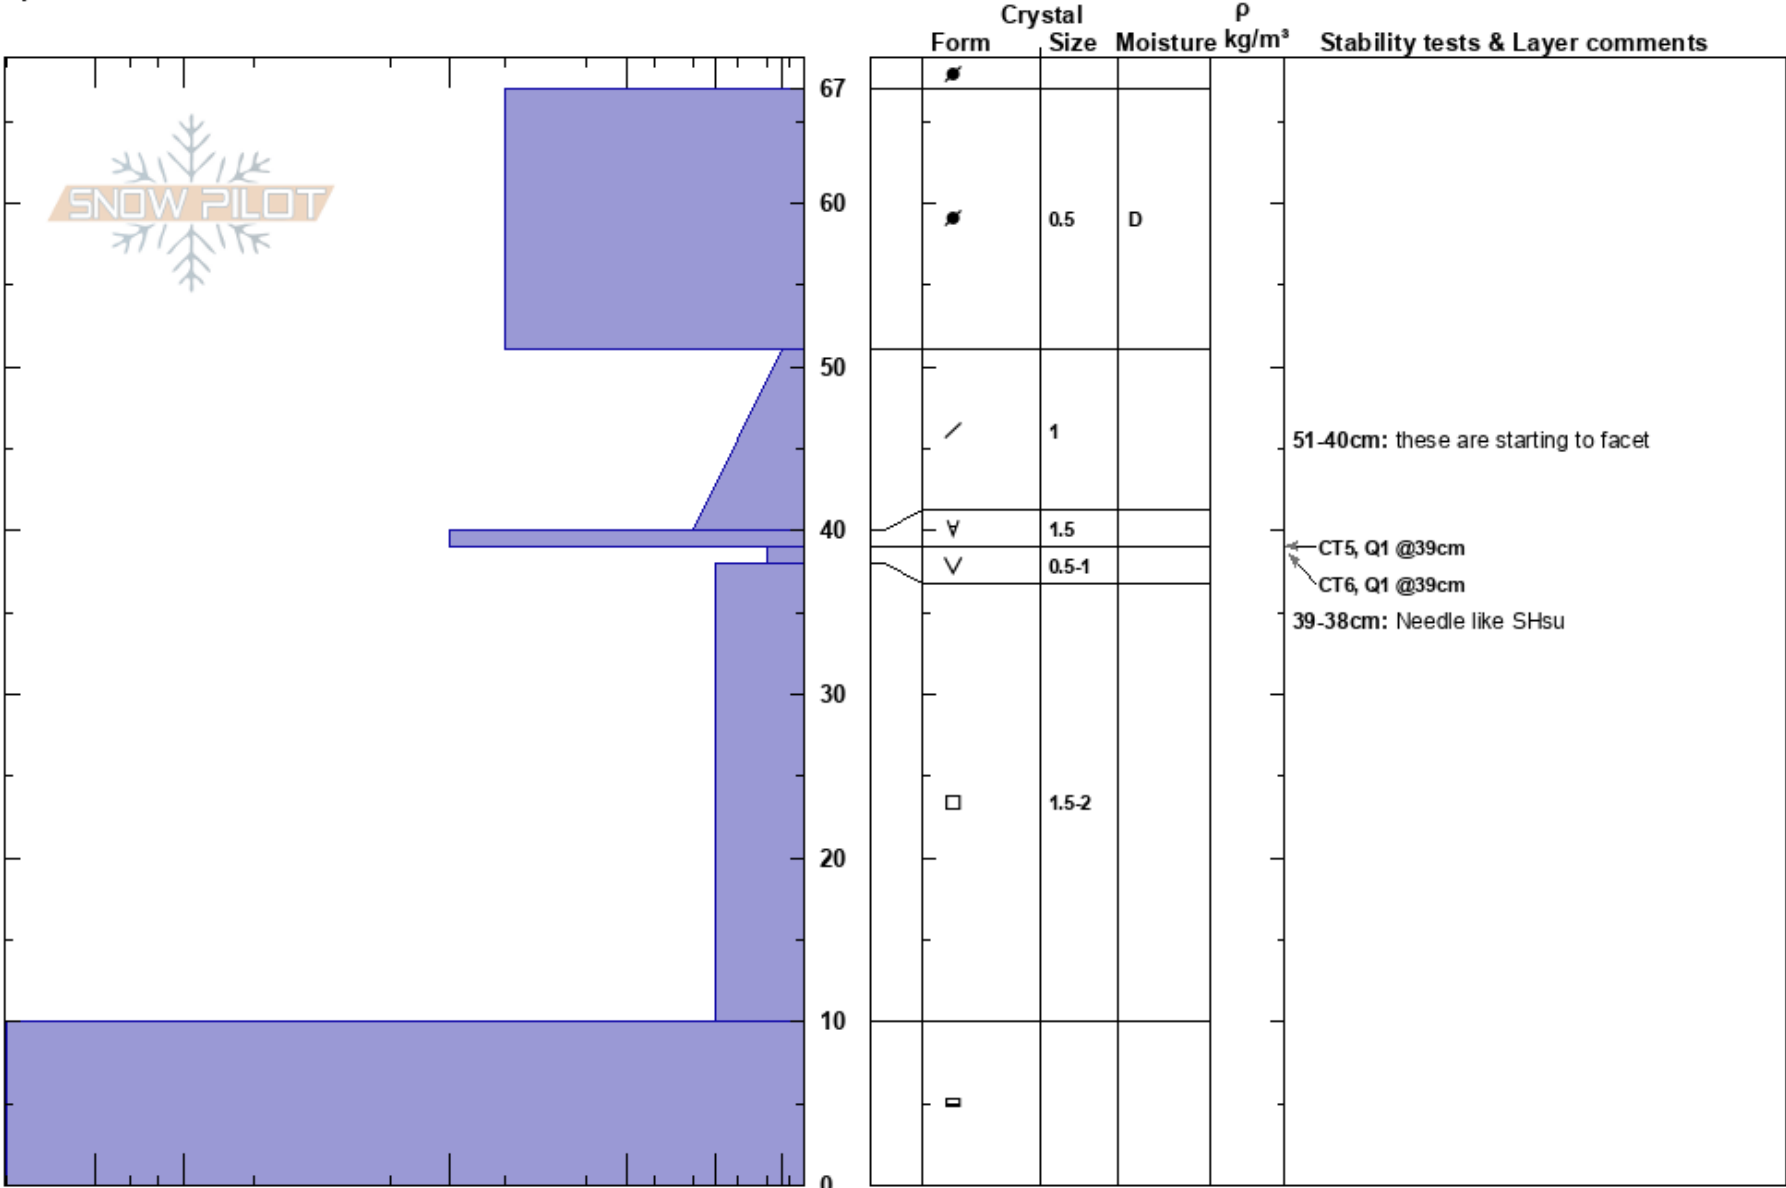 Crystal ρ
Form Size Moisture kg/m³ Stability tests & Layer comments
67
SNOW PILOT
60
0.5 D
50
1
51-40cm: these are starting to facet
40
1.5
CT5, Q1 @39cm
0.5-1
CT6, Q1 @39cm
39-38cm: Needle like SHsu
30
1.5-2
20
10
0